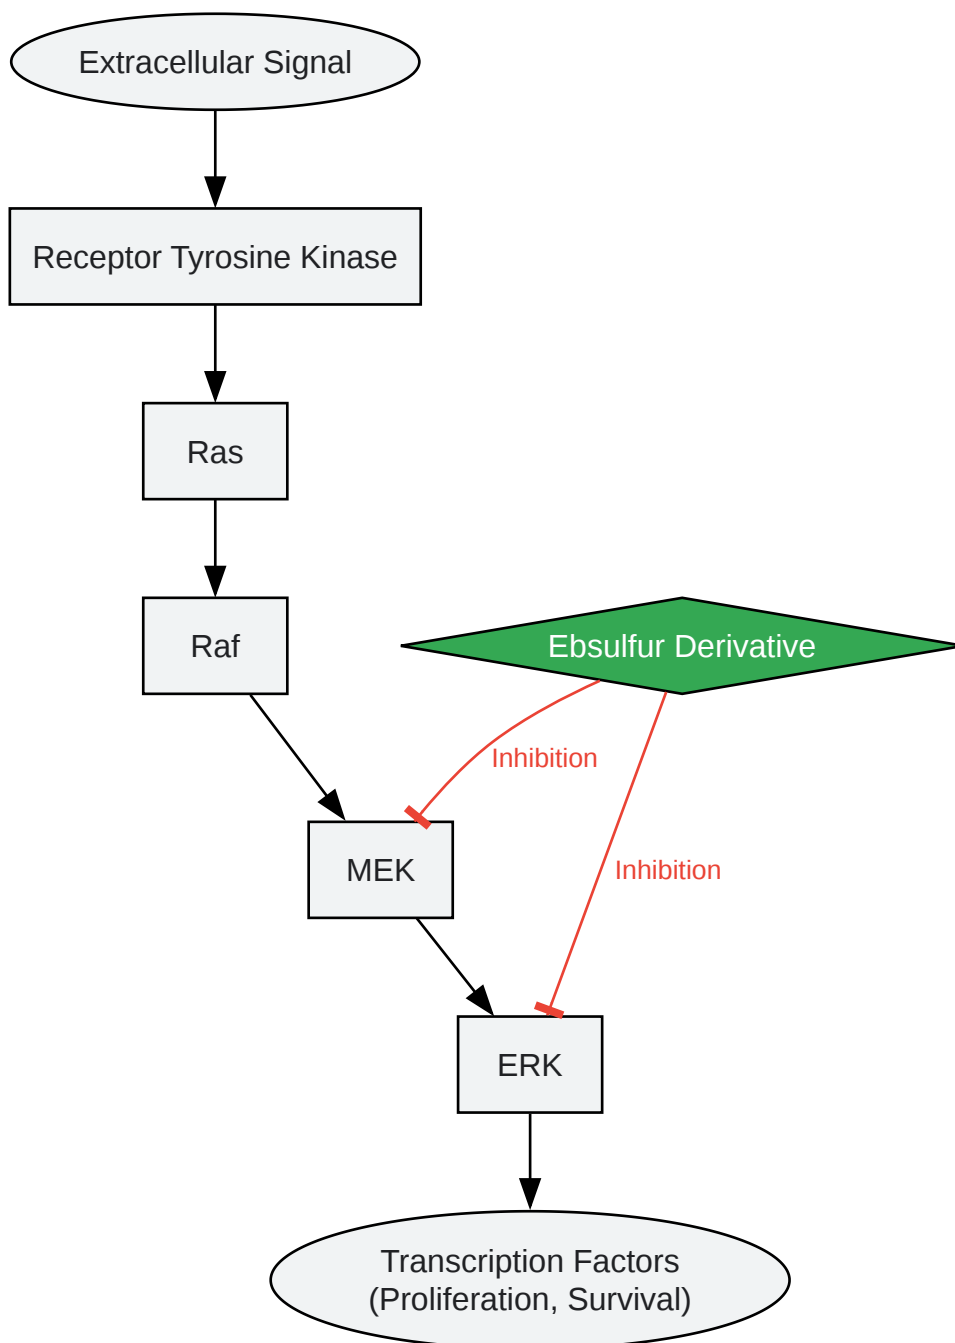 Extracellular Signal
Receptor Tyrosine Kinase
Ras
Raf
Ebsulfur Derivative
Inhibition
MEK
Inhibition
ERK
Transcription Factors
(Proliferation, Survival)